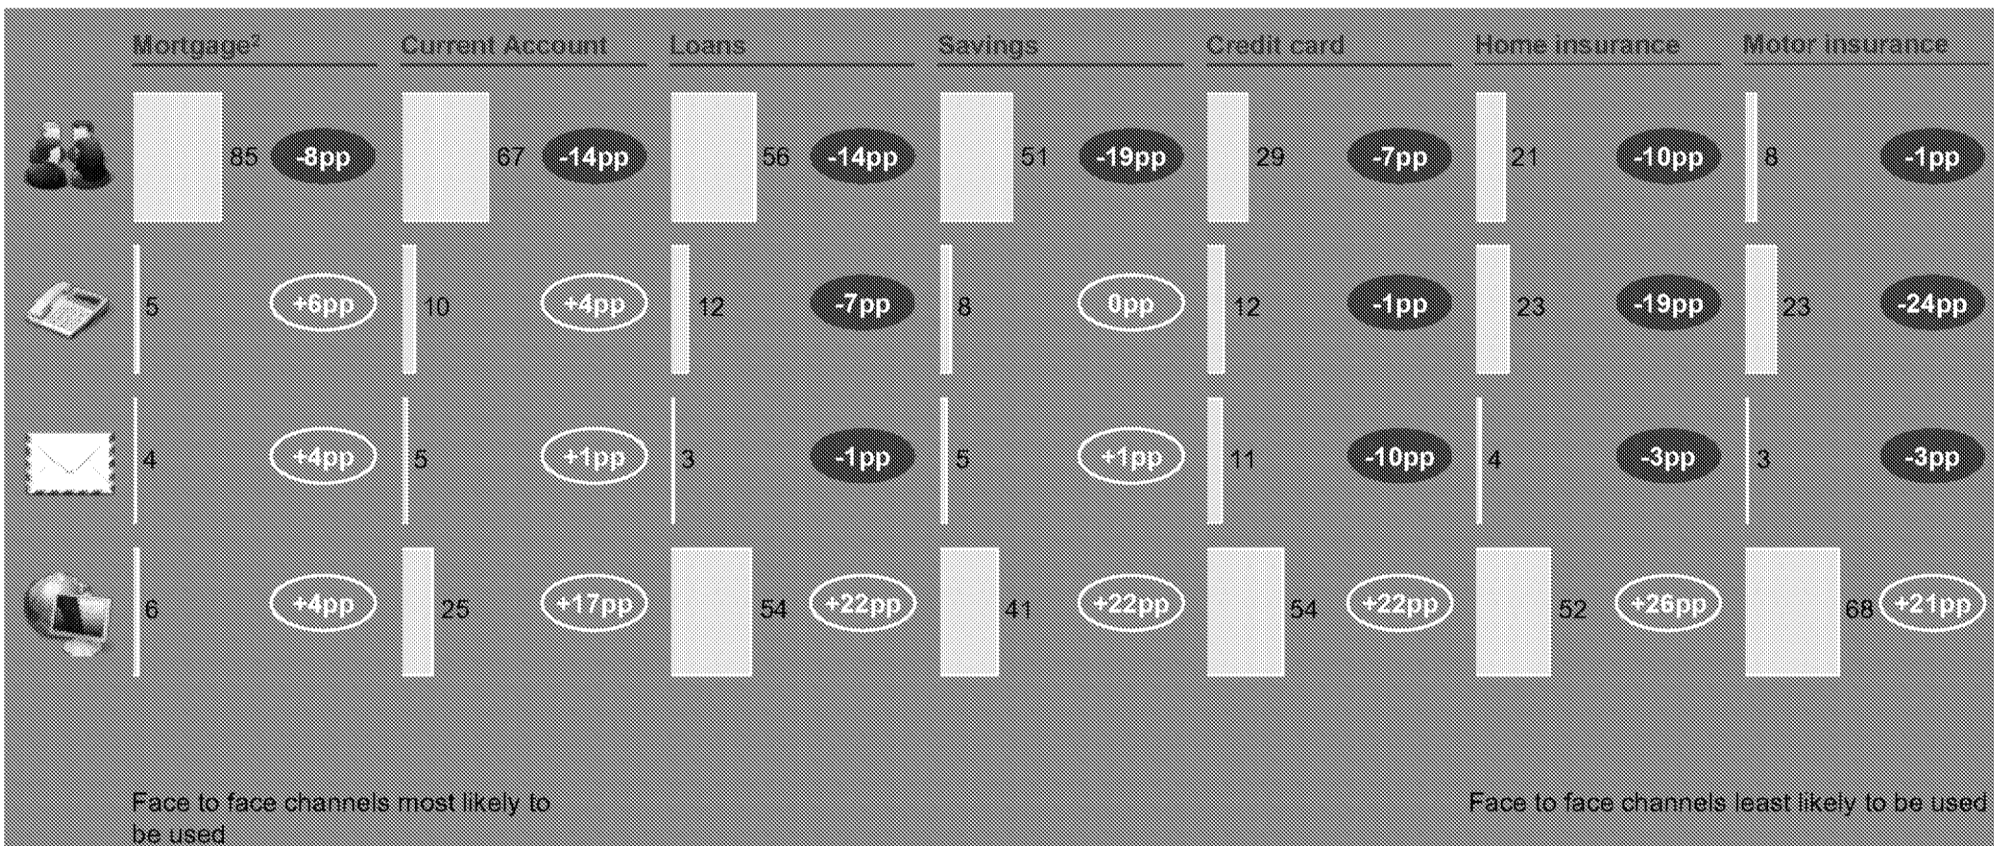 Mortgage² Current Account Loans Savings Credit card Home insurance Motor insurance
85 -8pp 67 -14pp 56 -14pp 51 -19pp 29 -7pp 21 -10pp 8 -1pp
5 +6pp 10 +4pp 12 -7pp 8 0pp 12 -1pp 23 -19pp 23 -24pp
4 +4pp 5 +1pp 3 -1pp 5 +1pp 11 -10pp 4 -3pp 3 -3pp
6 +4pp 25 +17pp 54 +22pp 41 +22pp 54 +22pp 52 +26pp 68 +21pp
Face to face channels most likely to
be used
Face to face channels least likely to be used